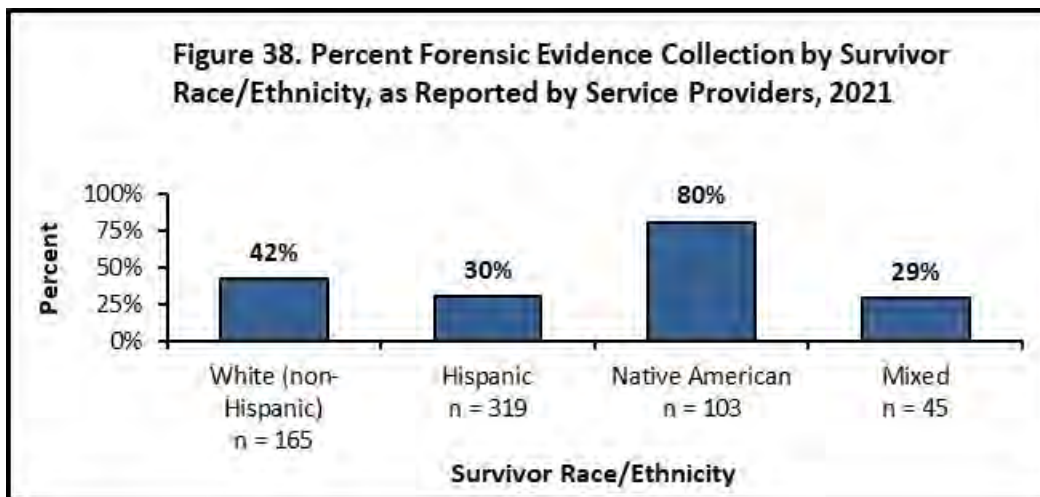 Figure 38. Percent Forensic Evidence Collection by Survivor
Race/Ethnicity, as Reported by Service Providers, 2021
Percent
100%
75%
50%
25%
0%
42%
30%
80%
29%
White (non-
Hispanic)
n = 165
Hispanic
n = 319
Native American
n = 103
Mixed
n = 45
Survivor Race/Ethnicity